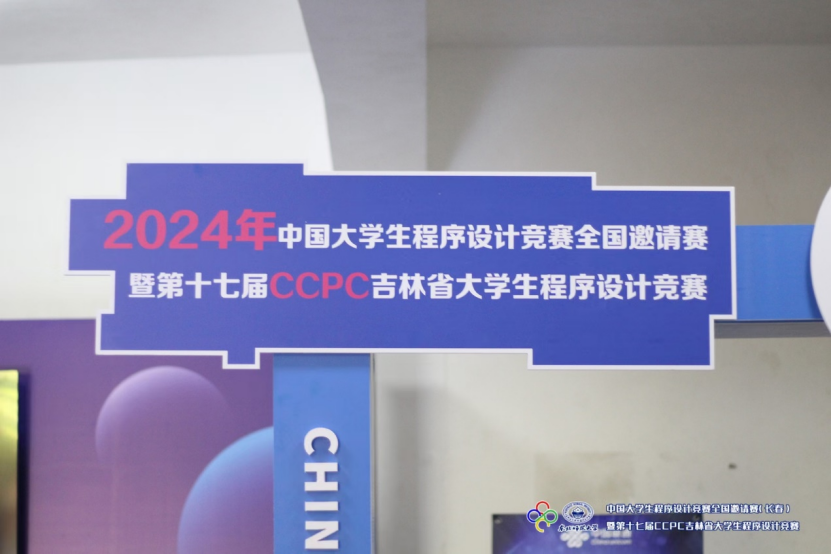 2024年中国大学生程序设计竞赛全国邀请赛
暨第十七届CCPC吉林省大学生程序设计竞赛
CHIN
中国大学生程序设计竞赛全国邀请赛(长春)
暨第十七届CCPC吉林省大学生程序设计竞赛